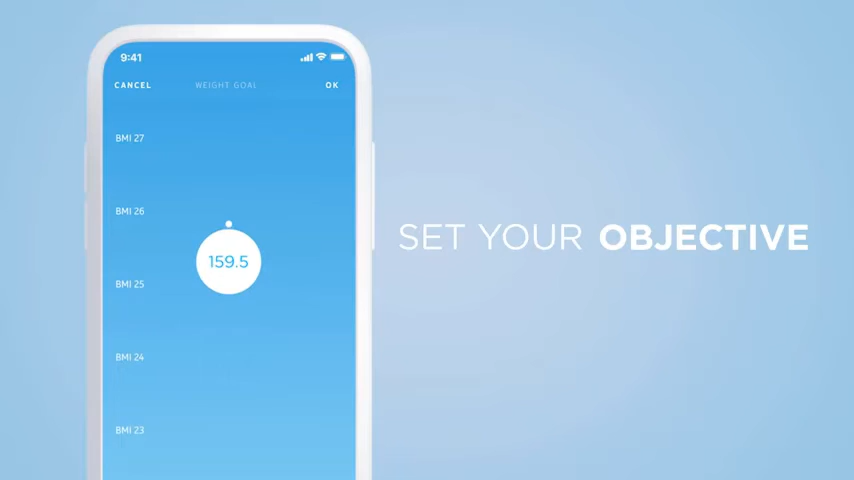 9:41
CANCEL WEIGHT GOAL OK
BMI 27
BMI 26
159.5
BMI 25
BMI 24
BMI 23
SET YOUR OBJECTIVE